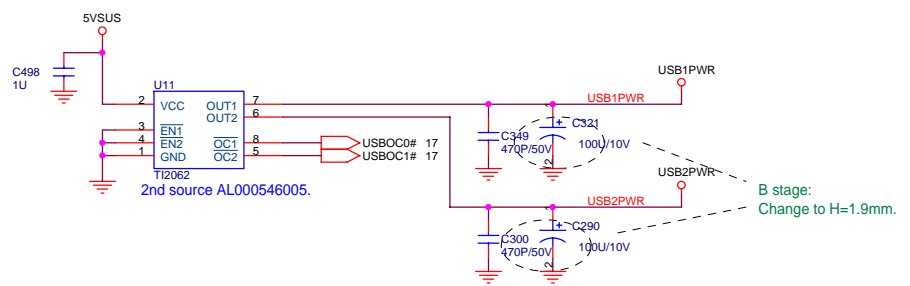 5VSUS
C498
1U
U11
2 VCC OUT1 7
OUT2 6
3 EN1
4 EN2 OC1 8
1 GND OC2 5
TI2062
2nd source AL000546005.
USBOC0# 17
USBOC1# 17
USB1PWR
USB1PWR
C349
470P/50V
C321
100U/10V
2
USB2PWR
USB2PWR
C300
470P/50V
C290
100U/10V
2
B stage:
Change to H=1.9mm.